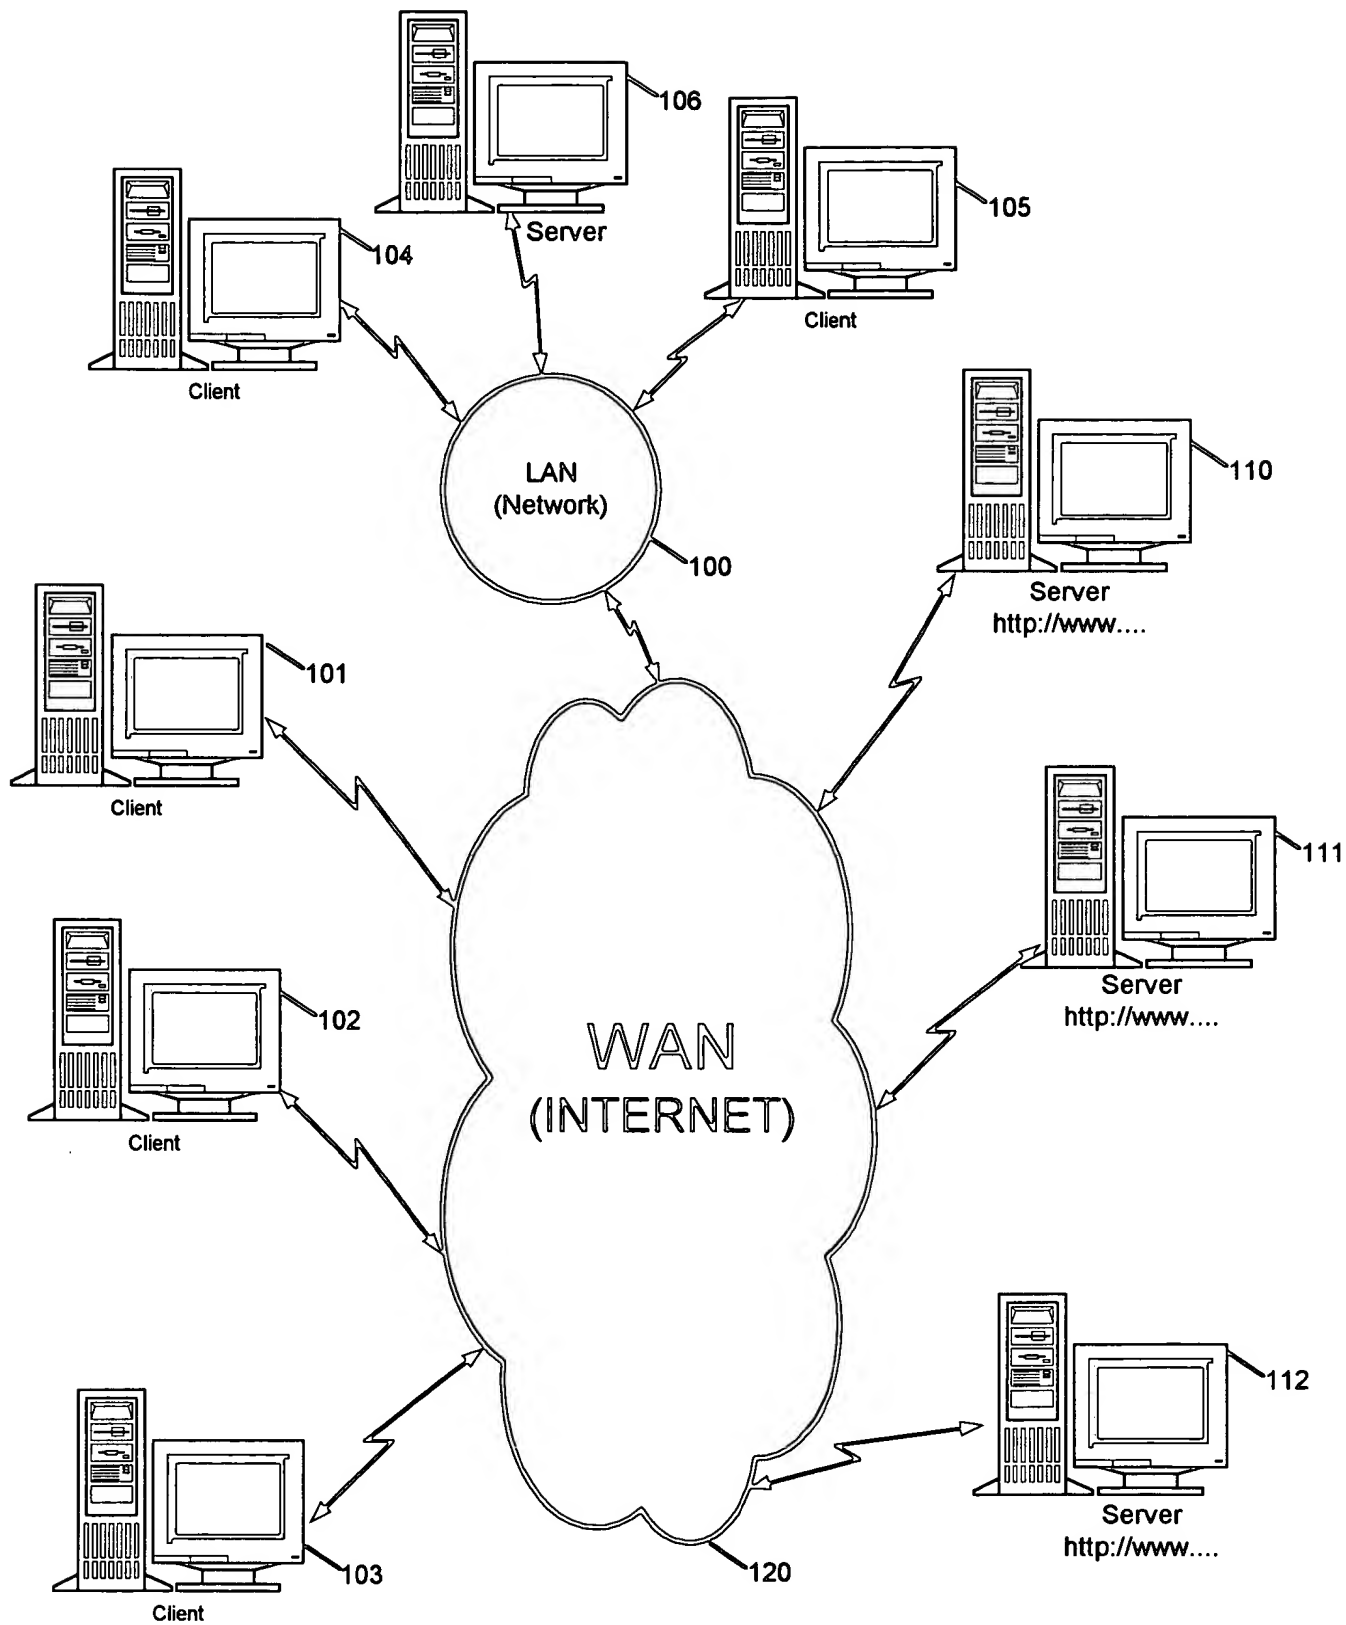 106
Server
105
Client
104
Client
LAN
(Network)
100
110
Server
http://www....
101
Client
111
Server
http://www....
102
Client
WAN
(INTERNET)
112
Server
http://www....
103
Client
120